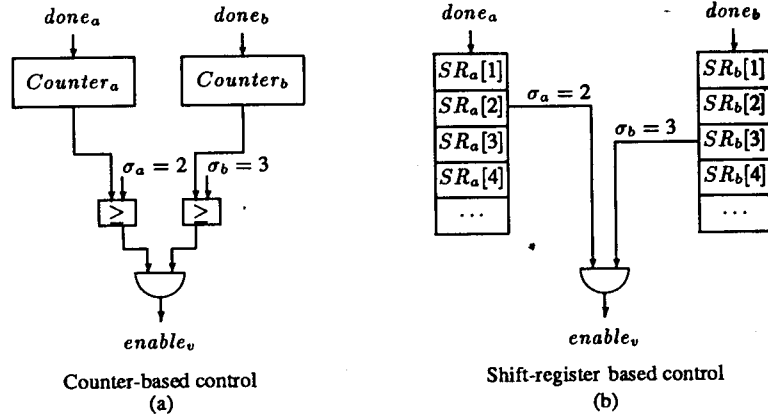 done_a done_b
Counter_a Counter_b
σ_a = 2 σ_b = 3
≥ ≥
enable_v
Counter-based control
(a)
done_a done_b
SR_a[1] SR_b[1]
SR_a[2] SR_b[2]
σ_a = 2
SR_a[3] SR_b[3]
σ_b = 3
SR_a[4] SR_b[4]
... ...
enable_v
Shift-register based control
(b)